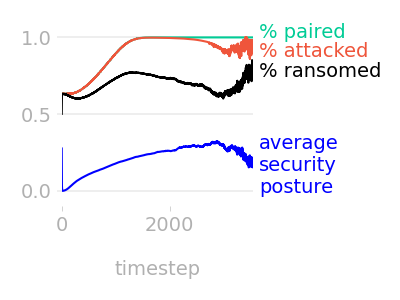 1.0
0.5
0.0
0
2000
timestep
% paired
% attacked
% ransomed
average
security
posture